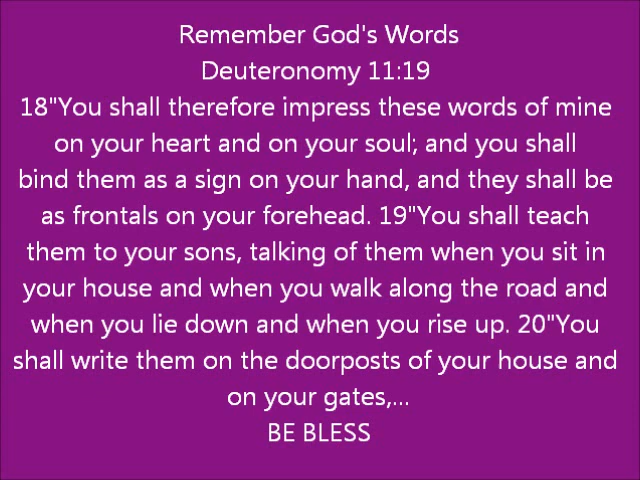 Remember God's Words
Deuteronomy 11:19
18"You shall therefore impress these words of mine
on your heart and on your soul; and you shall
bind them as a sign on your hand, and they shall be
as frontals on your forehead. 19"You shall teach
them to your sons, talking of them when you sit in
your house and when you walk along the road and
when you lie down and when you rise up. 20"You
shall write them on the doorposts of your house and
on your gates,...
BE BLESS